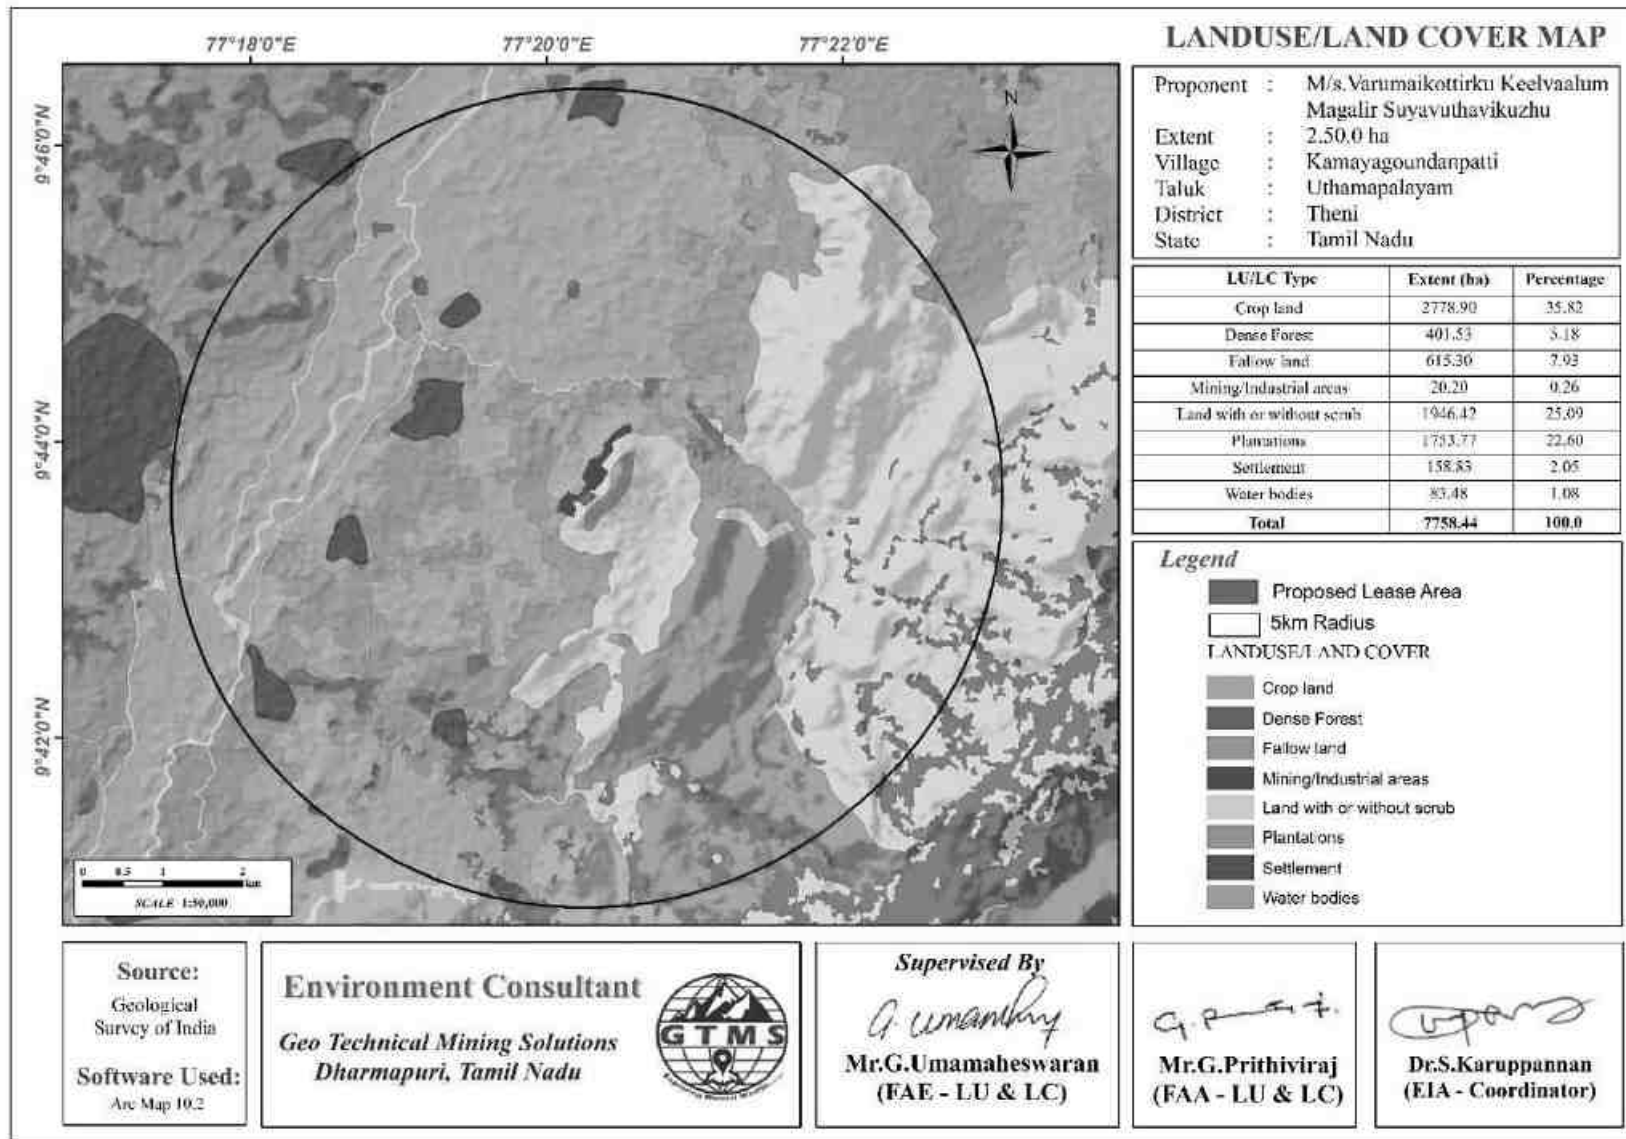 77°18'0"E 77°20'0"E 77°22'0"E
LANDUSE/LAND COVER MAP
Proponent : M/s.Varumaikottirku Keelvaalum
Magalir Suyavuthavikuzhu
Extent : 2.50.0 ha
Village : Kamayagoundanpatti
Taluk : Uthamapalayam
District : Theni
State : Tamil Nadu
N
9°46'0"N
9°44'0"N
9°42'0"N
LU/LC Type Extent (ha) Percentage
Crop land 2778.90 35.82
Dense Forest 401.53 5.18
Fallow land 615.30 7.93
Mining/Industrial areas 20.20 0.26
Land with or without scrub 1946.42 25.09
Plantations 1753.77 22.60
Settlement 158.83 2.05
Water bodies 83.48 1.08
Total 7758.44 100.0
Legend
Proposed Lease Area
5km Radius
LANDUSE/LAND COVER
Crop land
Dense Forest
Fallow land
Mining/Industrial areas
Land with or without scrub
Plantations
Settlement
Water bodies
0 0.5 1 2
km
SCALE 1:50,000
Source:
Geological
Survey of India
Software Used:
Arc Map 10.2
Environment Consultant
Geo Technical Mining Solutions
Dharmapuri, Tamil Nadu
GTMS
Supervised By
Mr.G.Umamaheswaran
(FAE - LU & LC)
Mr.G.Prithiviraj
(FAA - LU & LC)
Dr.S.Karuppannan
(EIA - Coordinator)